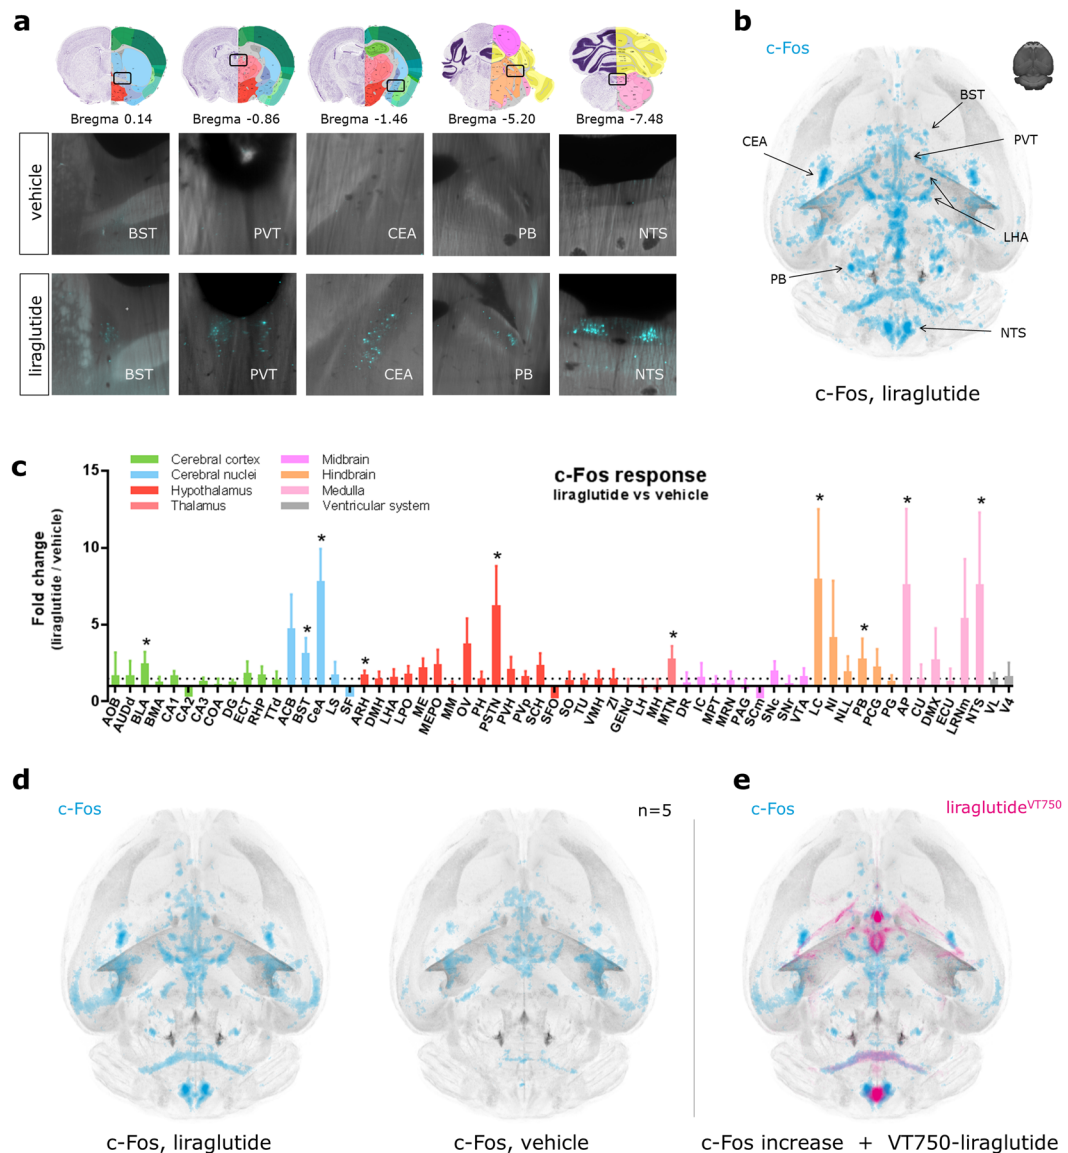 a
Bregma 0.14
Bregma -0.86
Bregma -1.46
Bregma -5.20
Bregma -7.48
vehicle
BST
PVT
CEA
PB
NTS
liraglutide
BST
PVT
CEA
PB
NTS
b
c-Fos
BST
PVT
CEA
LHA
PB
NTS
c-Fos, liraglutide
c
Cerebral cortex
Cerebral nuclei
Hypothalamus
Thalamus
Midbrain
Hindbrain
Medulla
Ventricular system
c-Fos response
liraglutide vs vehicle
Fold change
(liraglutide / vehicle)
15
10
5
1
0
* * * * * * * * * * *
AOB AUDd BLA BMA CA1 CA2 CA3 COA DG ECT RHP TTd ACB BST CeA LS SF ARH DMH LHA LPO ME MEPO MM OV PH PSTN PVH PVp SCH SFO SO TU VMH ZI GENd LH MH MTN DR IC MPT MRN PAG SCm SNc SNr VTA LC NI NLL PB PCG PG AP CU DMX ECU LRNm NTS VL V4
d
c-Fos
n=5
c-Fos, liraglutide
c-Fos, vehicle
e
c-Fos
liraglutideVT750
c-Fos increase + VT750-liraglutide